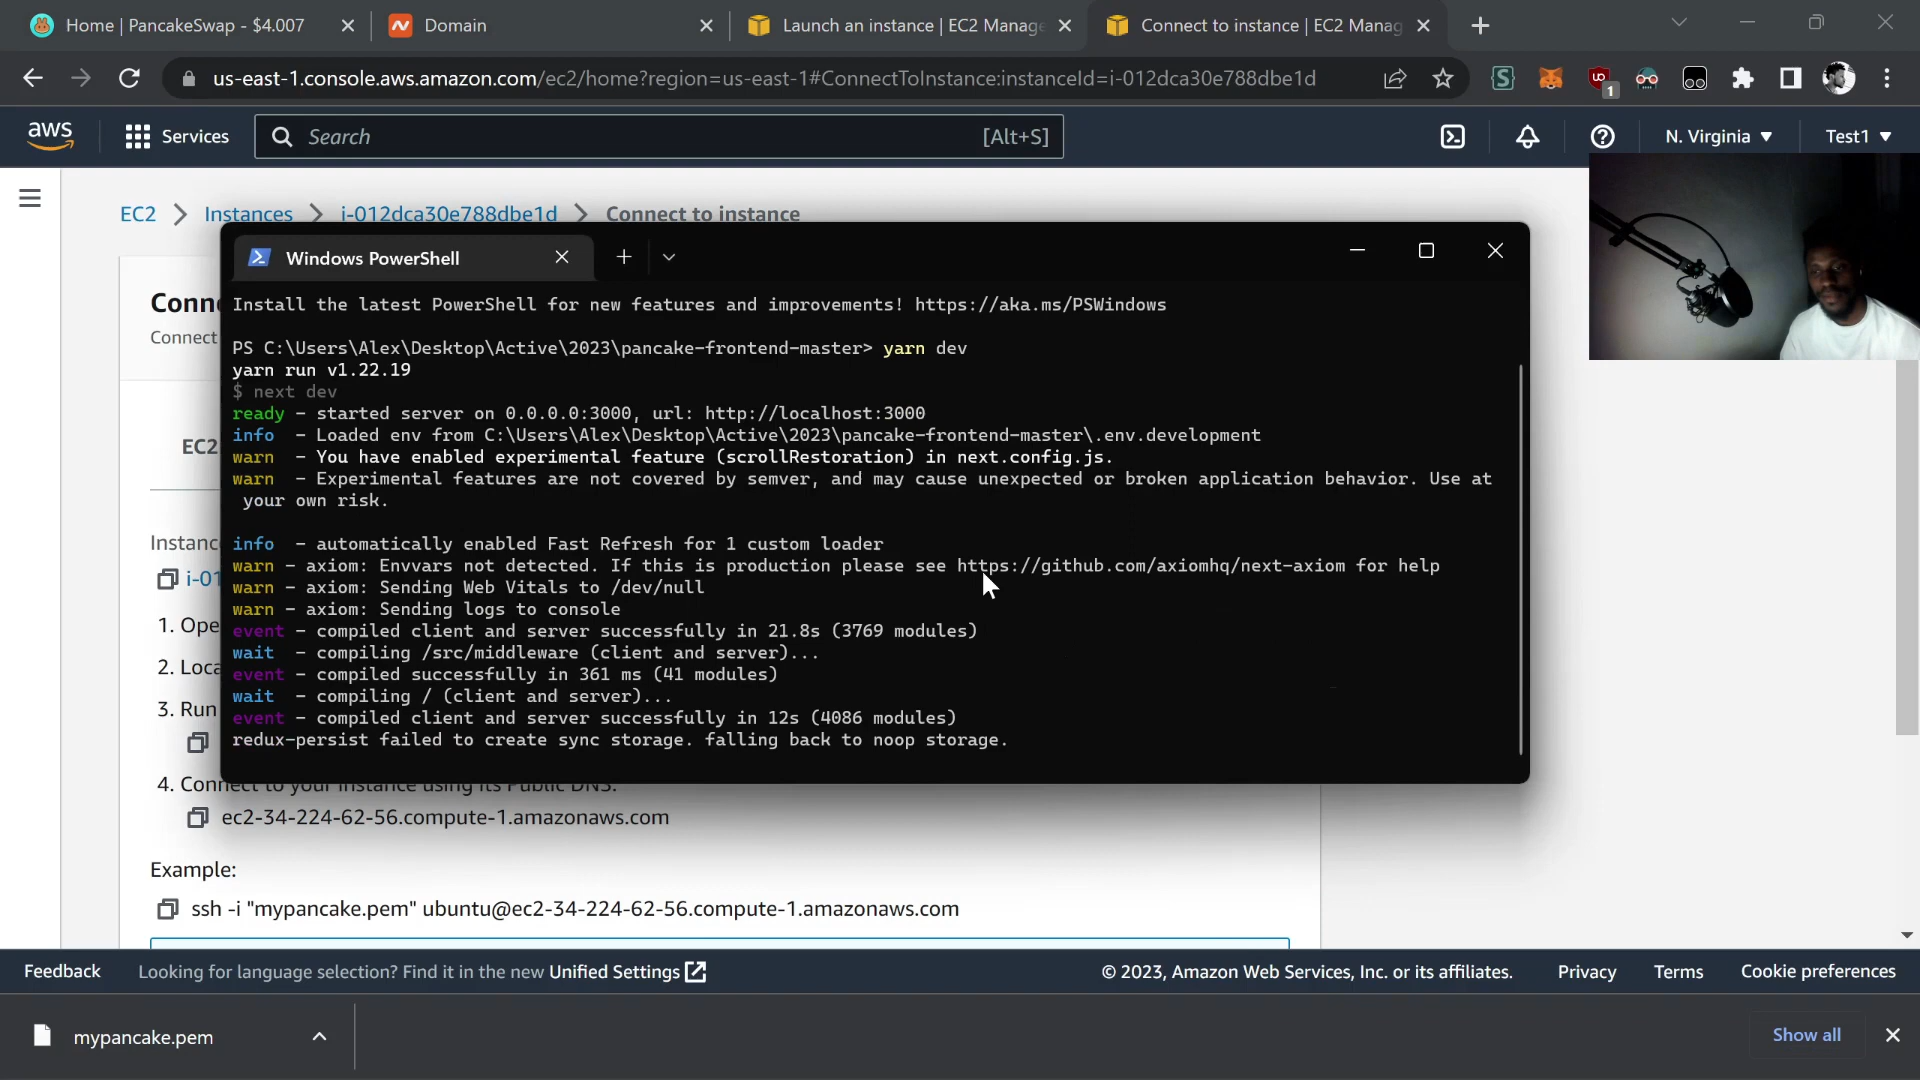 Home | PancakeSwap - $4.007
Domain
Launch an instance | EC2 Manage
Connect to instance | EC2 Manag
us-east-1.console.aws.amazon.com/ec2/home?region=us-east-1#ConnectToInstance:instanceId=i-012dca30e788dbe1d
1
aws
Services
Search
[Alt+S]
N. Virginia
Test1
EC2
Instances
i-012dca30e788dbe1d
Connect to instance
Conn
Connect
EC2
Instanc
i-01
1. Ope
2. Loca
3. Run
4. Connect to your instance using its Public DNS:
ec2-34-224-62-56.compute-1.amazonaws.com
Example:
ssh -i "mypancake.pem" ubuntu@ec2-34-224-62-56.compute-1.amazonaws.com
Windows PowerShell
Install the latest PowerShell for new features and improvements! https://aka.ms/PSWindows
PS C:\Users\Alex\Desktop\Active\2023\pancake-frontend-master> yarn dev
yarn run v1.22.19
$ next dev
ready - started server on 0.0.0.0:3000, url: http://localhost:3000
info - Loaded env from C:\Users\Alex\Desktop\Active\2023\pancake-frontend-master\.env.development
warn - You have enabled experimental feature (scrollRestoration) in next.config.js.
warn - Experimental features are not covered by semver, and may cause unexpected or broken application behavior. Use at
your own risk.
info - automatically enabled Fast Refresh for 1 custom loader
warn - axiom: Envvars not detected. If this is production please see https://github.com/axiomhq/next-axiom for help
warn - axiom: Sending Web Vitals to /dev/null
warn - axiom: Sending logs to console
event - compiled client and server successfully in 21.8s (3769 modules)
wait - compiling /src/middleware (client and server)...
event - compiled successfully in 361 ms (41 modules)
wait - compiling / (client and server)...
event - compiled client and server successfully in 12s (4086 modules)
redux-persist failed to create sync storage. falling back to noop storage.
Feedback
Looking for language selection? Find it in the new Unified Settings
© 2023, Amazon Web Services, Inc. or its affiliates.
Privacy
Terms
Cookie preferences
mypancake.pem
Show all